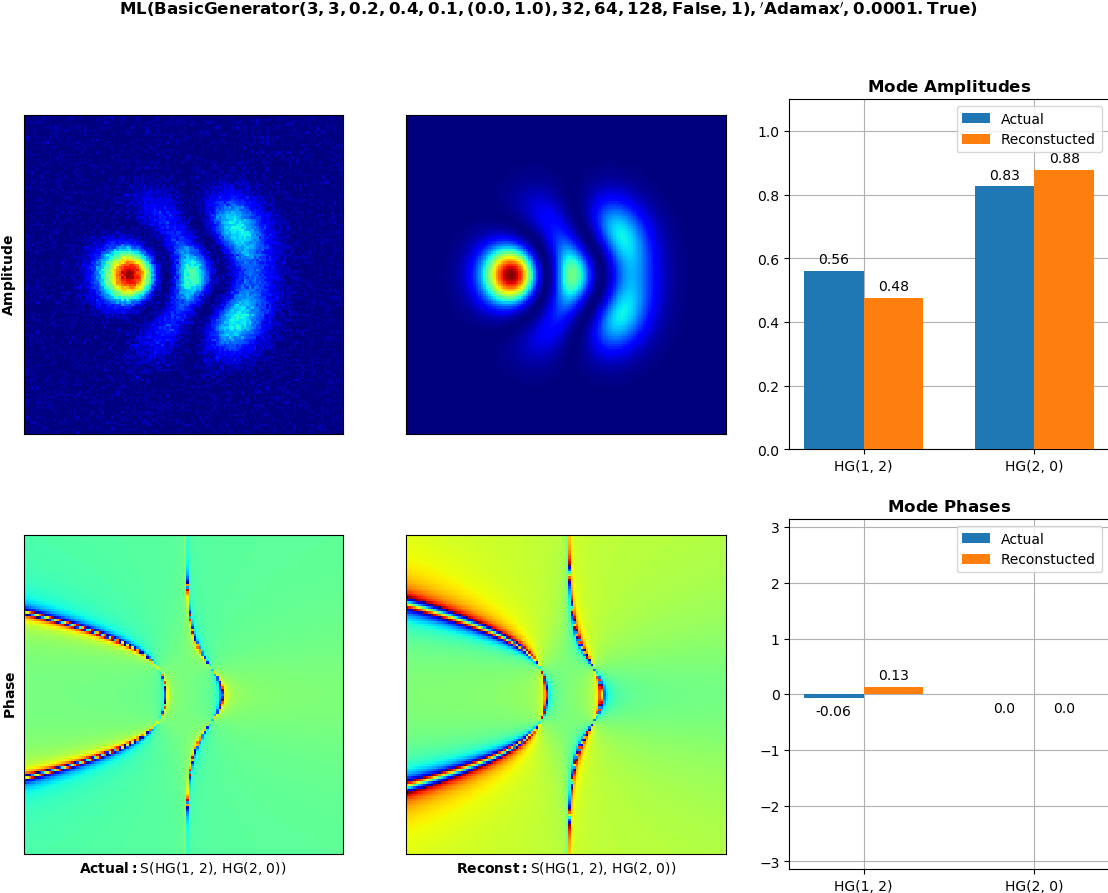 ML(BasicGenerator(3, 3, 0.2, 0.4, 0.1, (0.0, 1.0), 32, 64, 128, False, 1), 'Adamax', 0.0001. True)
Amplitude
Mode Amplitudes
Actual
Reconstucted
1.0
0.8
0.6
0.4
0.2
0.0
0.56
0.48
0.83
0.88
HG(1, 2)
HG(2, 0)
Phase
Actual: S(HG(1, 2), HG(2, 0))
Reconst: S(HG(1, 2), HG(2, 0))
Mode Phases
Actual
Reconstucted
3
2
1
0
−1
−2
−3
-0.06
0.13
0.0
0.0
HG(1, 2)
HG(2, 0)